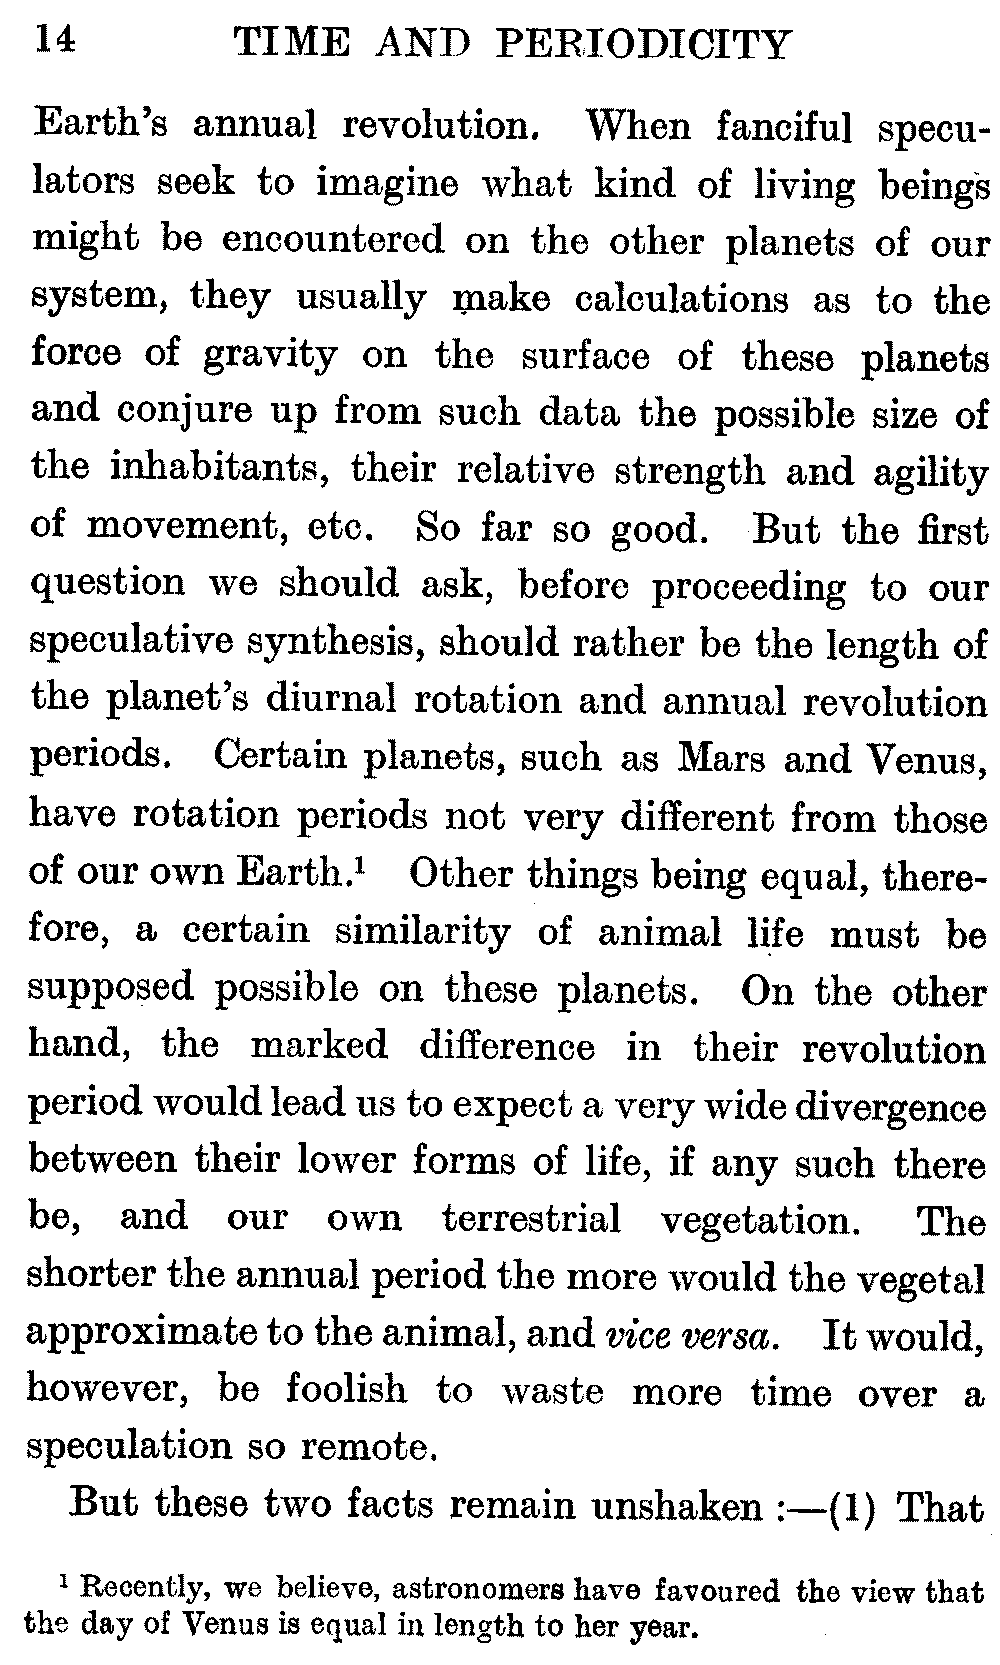 14 TIME AND PERIODICITY
Earth's annual revolution. When fanciful specu-
lators seek to imagine what kind of living beings
might be encountered on the other planets of our
system, they usually make calculations as to the
force of gravity on the surface of these planets
and conjure up from such data the possible size of
the inhabitants, their relative strength and agility
of movement, etc. So far so good. But the first
question we should ask, before proceeding to our
speculative synthesis, should rather be the length of
the planet's diurnal rotation and annual revolution
periods. Certain planets, such as Mars and Venus,
have rotation periods not very different from those
of our own Earth.¹ Other things being equal, there-
fore, a certain similarity of animal life must be
supposed possible on these planets. On the other
hand, the marked difference in their revolution
period would lead us to expect a very wide divergence
between their lower forms of life, if any such there
be, and our own terrestrial vegetation. The
shorter the annual period the more would the vegetal
approximate to the animal, and vice versa. It would,
however, be foolish to waste more time over a
speculation so remote.
But these two facts remain unshaken :—(1) That
¹ Recently, we believe, astronomers have favoured the view that
the day of Venus is equal in length to her year.